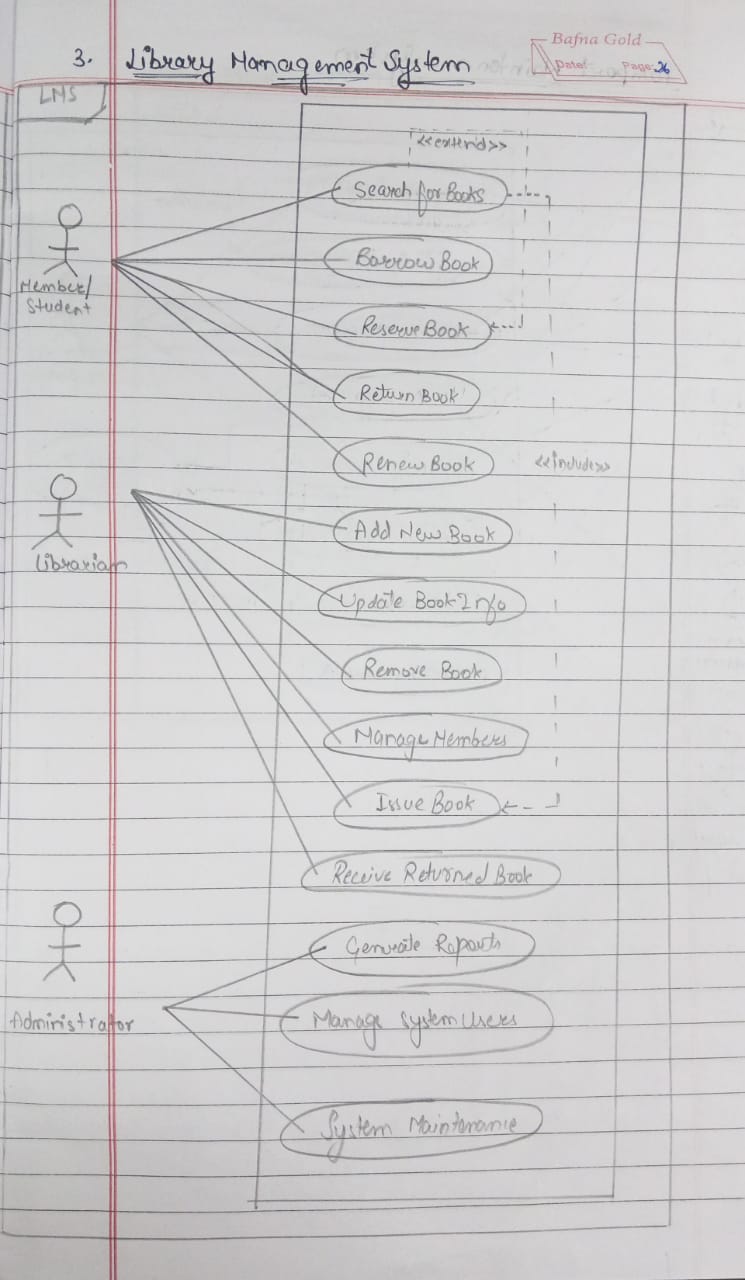 Bafna Gold
Date: Page: 26
3. Library Management System
LMS
<<extend>>
Search for Books
Borrow Book
Member/
Student
Reserve Book
Return Book
Renew Book
<<include>>
Add New Book
Librarian
Update Book Info
Remove Book
Manage Members
Issue Book
Receive Returned Book
Generate Reports
Manage System Users
Administrator
System Maintenance